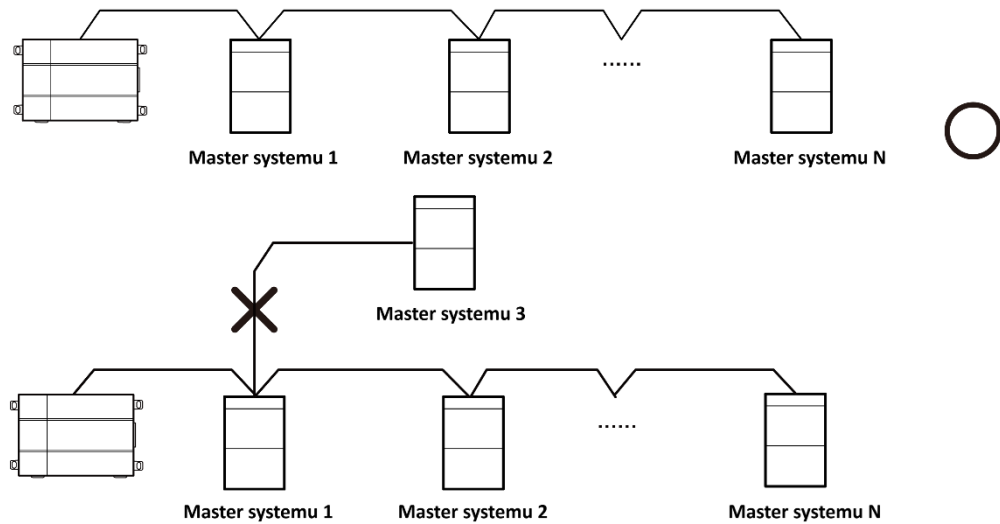 ......
Master systemu 1
Master systemu 2
Master systemu N
Master systemu 3
......
Master systemu 1
Master systemu 2
Master systemu N